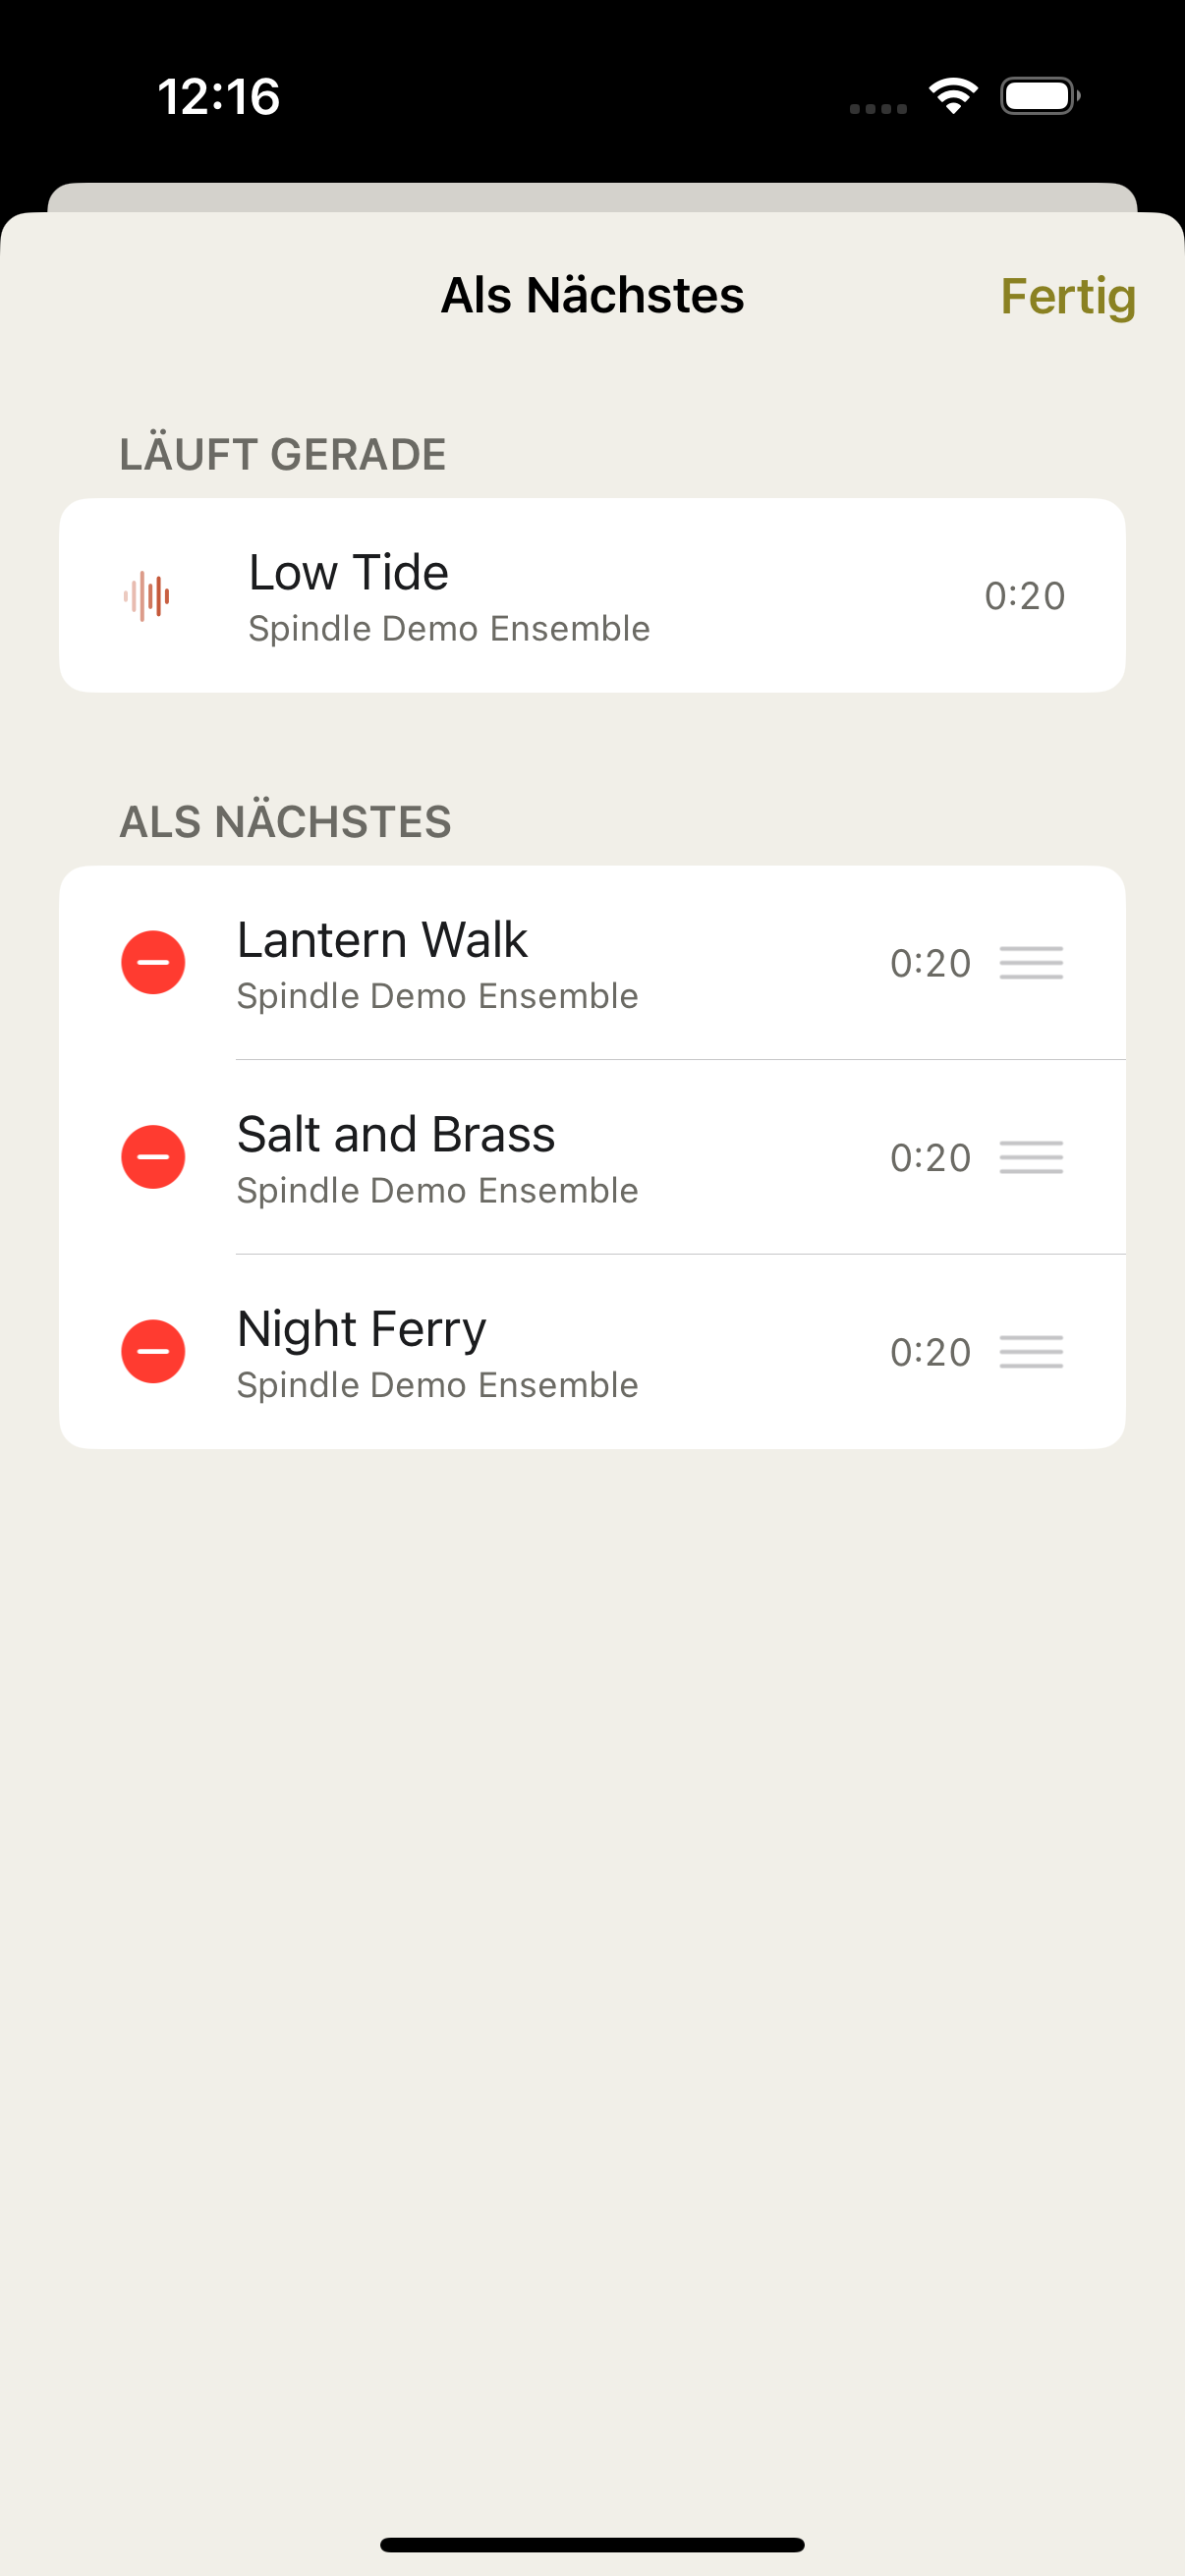 12:16
Als Nächstes
Fertig
LÄUFT GERADE
Low Tide
Spindle Demo Ensemble
0:20
ALS NÄCHSTES
Lantern Walk
Spindle Demo Ensemble
0:20
Salt and Brass
Spindle Demo Ensemble
0:20
Night Ferry
Spindle Demo Ensemble
0:20